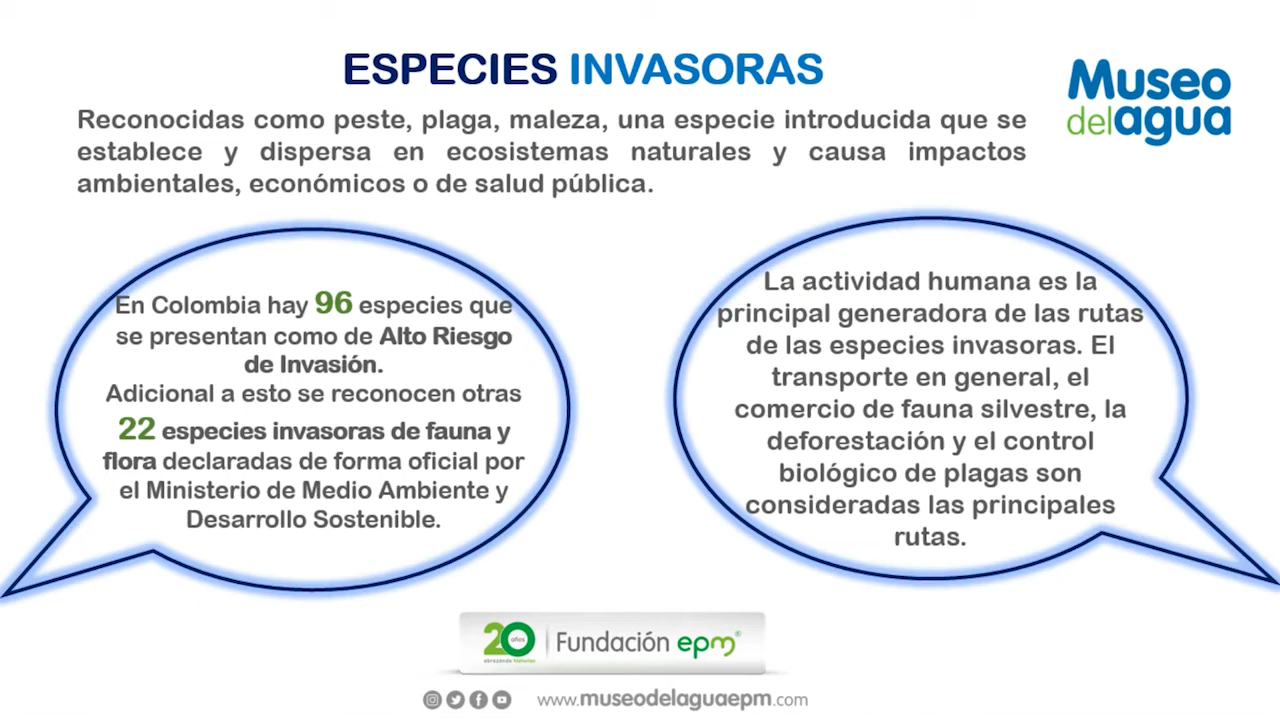 ESPECIES INVASORAS
Museo
delagua
Reconocidas como peste, plaga, maleza, una especie introducida que se
establece y dispersa en ecosistemas naturales y causa impactos
ambientales, económicos o de salud pública.
En Colombia hay 96 especies que
se presentan como de Alto Riesgo
de Invasión.
Adicional a esto se reconocen otras
22 especies invasoras de fauna y
flora declaradas de forma oficial por
el Ministerio de Medio Ambiente y
Desarrollo Sostenible.
La actividad humana es la
principal generadora de las rutas
de las especies invasoras. El
transporte en general, el
comercio de fauna silvestre, la
deforestación y el control
biológico de plagas son
consideradas las principales
rutas.
20 años
abrazando historias
Fundación epm®
www.museodelaguaepm.com